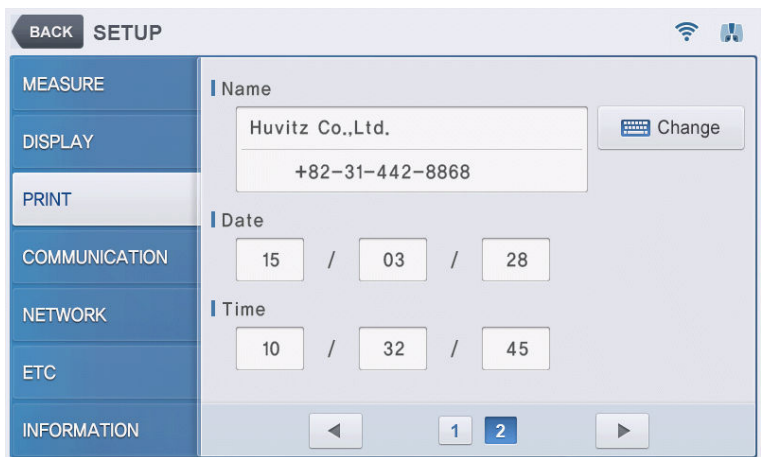 BACK SETUP
MEASURE
DISPLAY
PRINT
COMMUNICATION
NETWORK
ETC
INFORMATION
Name
Huvitz Co.,Ltd.
+82-31-442-8868
Change
Date
15 / 03 / 28
Time
10 / 32 / 45
1 2